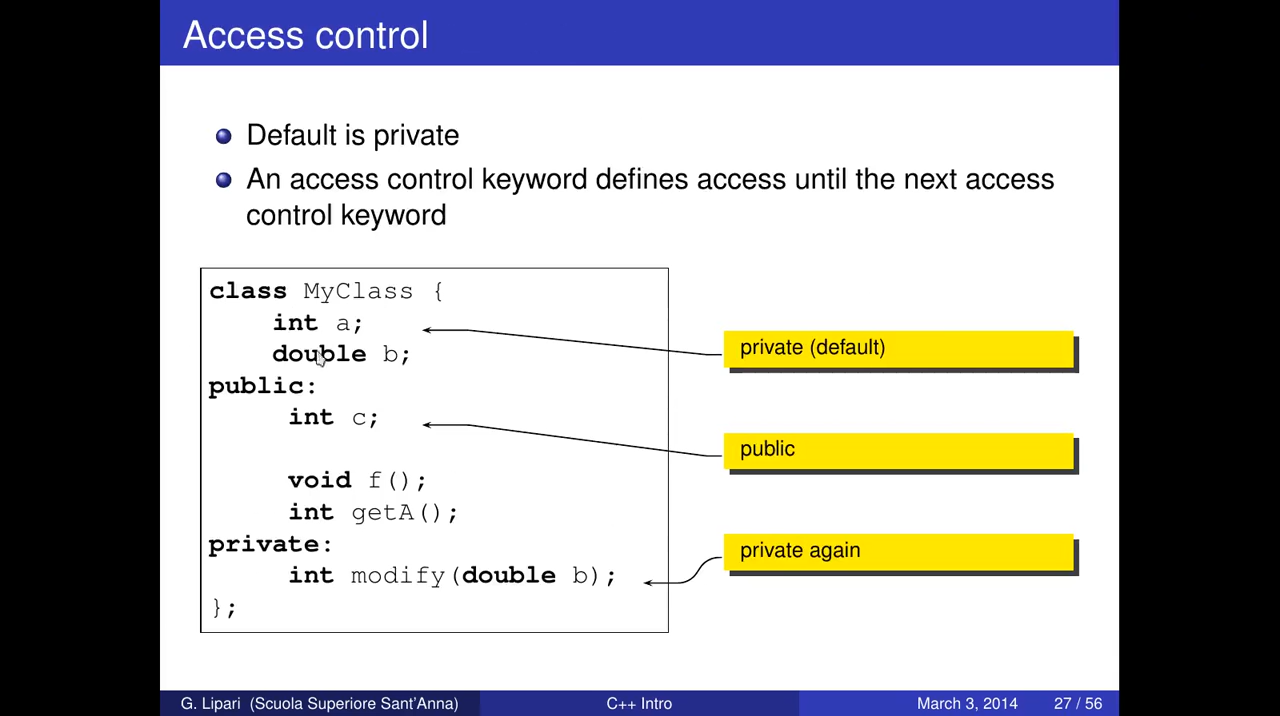 Access control
Default is private
An access control keyword defines access until the next access
control keyword
class MyClass {
int a;
double b;
public:
int c;
void f();
int getA();
private:
int modify(double b);
};
private (default)
public
private again
G. Lipari (Scuola Superiore Sant'Anna)
C++ Intro
March 3, 2014
27 / 56